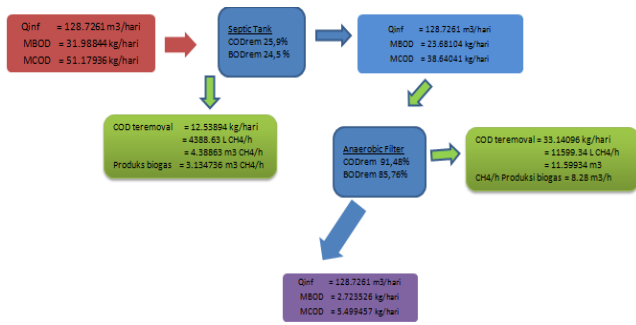 Qinf = 128.7261 m3/hari
MBOD = 31.98844 kg/hari
MCOD = 51.17936 kg/hari
Septic Tank
CODrem 25,9%
BODrem 24,5 %
Qinf = 128.7261 m3/hari
MBOD = 23.68104 kg/hari
MCOD = 38.64041 kg/hari
COD teremoval = 12.53894 kg/hari
= 4388.63 L CH4/h
= 4.38863 m3 CH4/h
Produks biogas = 3.134736 m3 CH4/h
Anaerobic Filter
CODrem 91,48%
BODrem 85,76%
COD teremoval = 33.14096 kg/hari
= 11599.34 L CH4/h
= 11.59934 m3
CH4/h Produksi biogas = 8.28 m3/h
Qinf = 128.7261 m3/hari
MBOD = 2.723526 kg/hari
MCOD = 5.499457 kg/hari